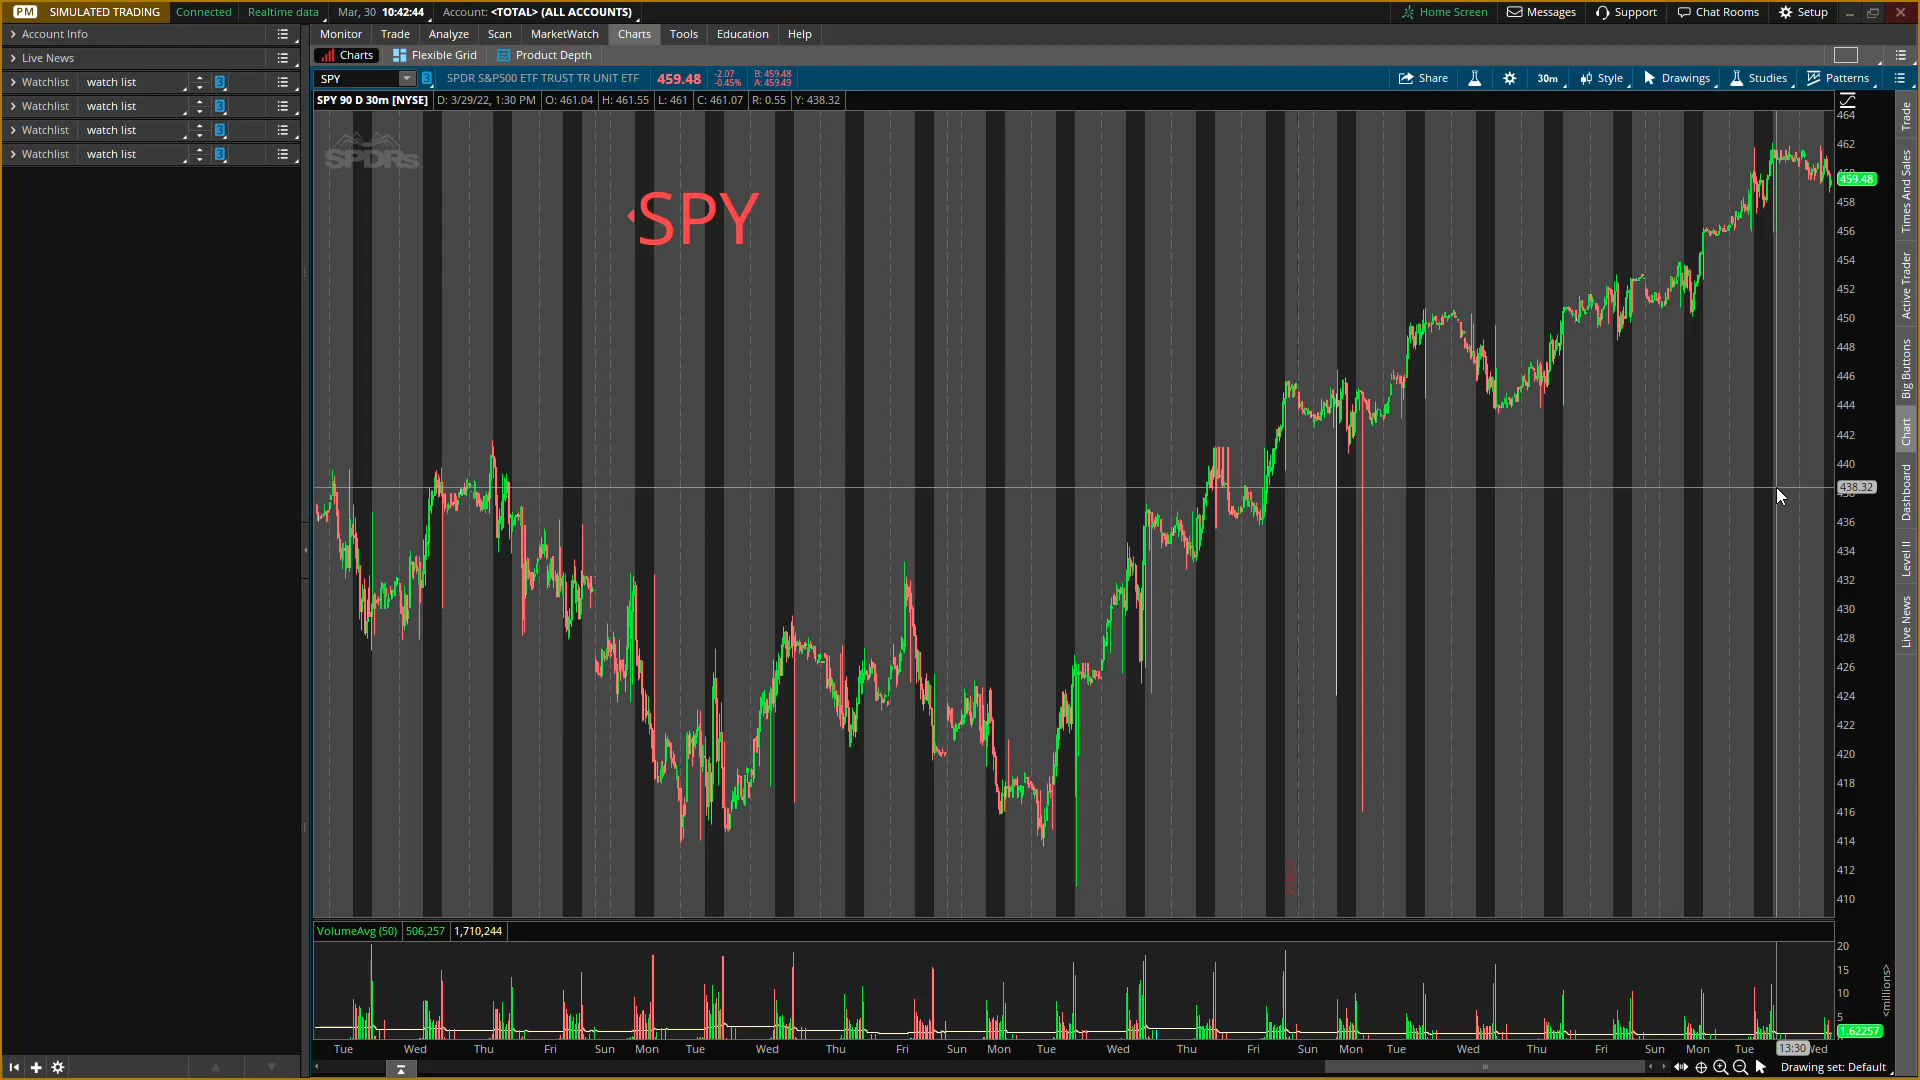 PM SIMULATED TRADING Connected Realtime data Mar, 30 10:42:44 Account: <TOTAL> (ALL ACCOUNTS) Home Screen Messages Support Chat Rooms Setup
Account Info
Live News
Watchlist watch list 3
Watchlist watch list 3
Watchlist watch list 3
Watchlist watch list 3
Monitor Trade Analyze Scan MarketWatch Charts Tools Education Help
Charts Flexible Grid Product Depth
SPY 3 SPDR S&P500 ETF TRUST TR UNIT ETF 459.48 -2.07 -0.45% B: 459.48 A: 459.49 Share 30m Style Drawings Studies Patterns
SPY 90 D 30m [NYSE] D: 3/29/22, 1:30 PM O: 461.04 H: 461.55 L: 461 C: 461.07 R: 0.55 Y: 438.32
SPDRs
SPY
464
462
459.48
458
456
454
452
450
448
446
444
442
440
438.32
436
434
432
430
428
426
424
422
420
418
416
414
412
410
Trade
Times And Sales
Active Trader
Big Buttons
Chart
Dashboard
Level II
Live News
VolumeAvg (50) 506,257 1,710,244
20
15
10
5
1.62257
<millions>
Tue Wed Thu Fri Sun Mon Tue Wed Thu Fri Sun Mon Tue Wed Thu Fri Sun Mon Tue Wed Thu Fri Sun Mon Tue 13:30 Wed
Drawing set: Default